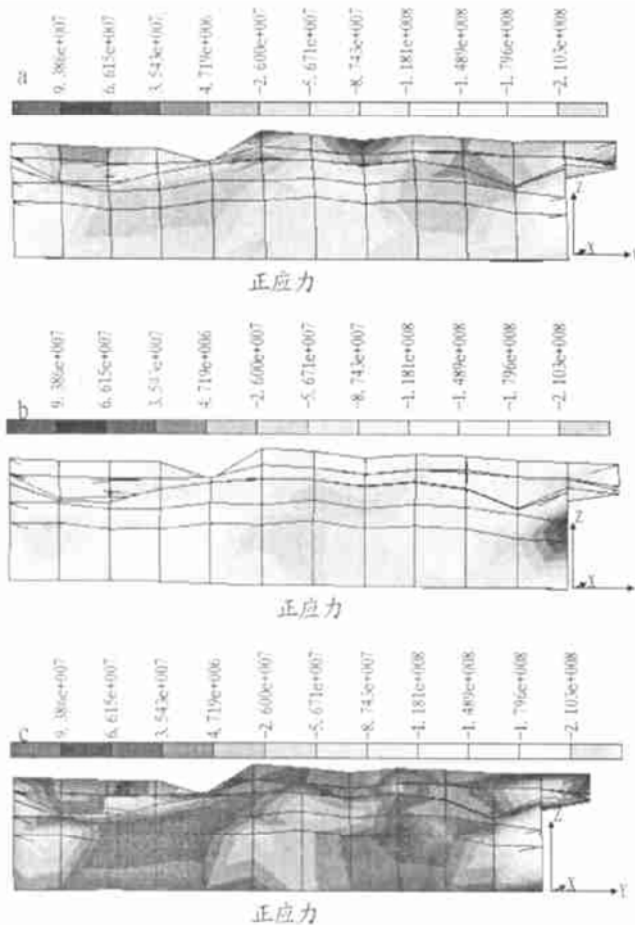 a
9.386e+007
6.615e+007
3.543e+007
4.719e+006
-2.600e+007
-5.671e+007
-8.743e+007
-1.181e+008
-1.489e+008
-1.796e+008
-2.103e+008
Z
X
Y
正应力
b
9.386e+007
6.615e+007
3.543e+007
4.719e+006
-2.600e+007
-5.671e+007
-8.743e+007
-1.181e+008
-1.489e+008
-1.796e+008
-2.103e+008
Z
X
正应力
c
9.386e+007
6.615e+007
3.543e+007
4.719e+006
-2.600e+007
-5.671e+007
-8.743e+007
-1.181e+008
-1.489e+008
-1.796e+008
-2.103e+008
Z
X
Y
正应力